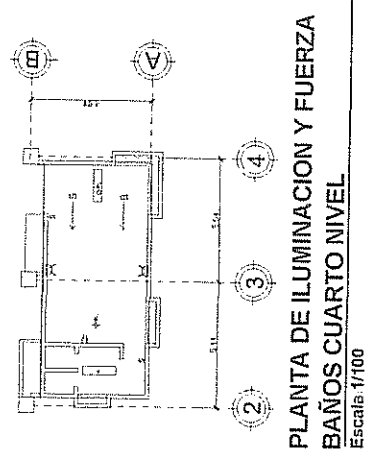 B
A
4
3
2
PLANTA DE ILUMINACION Y FUERZA
BAÑOS CUARTO NIVEL
Escala: 1/100